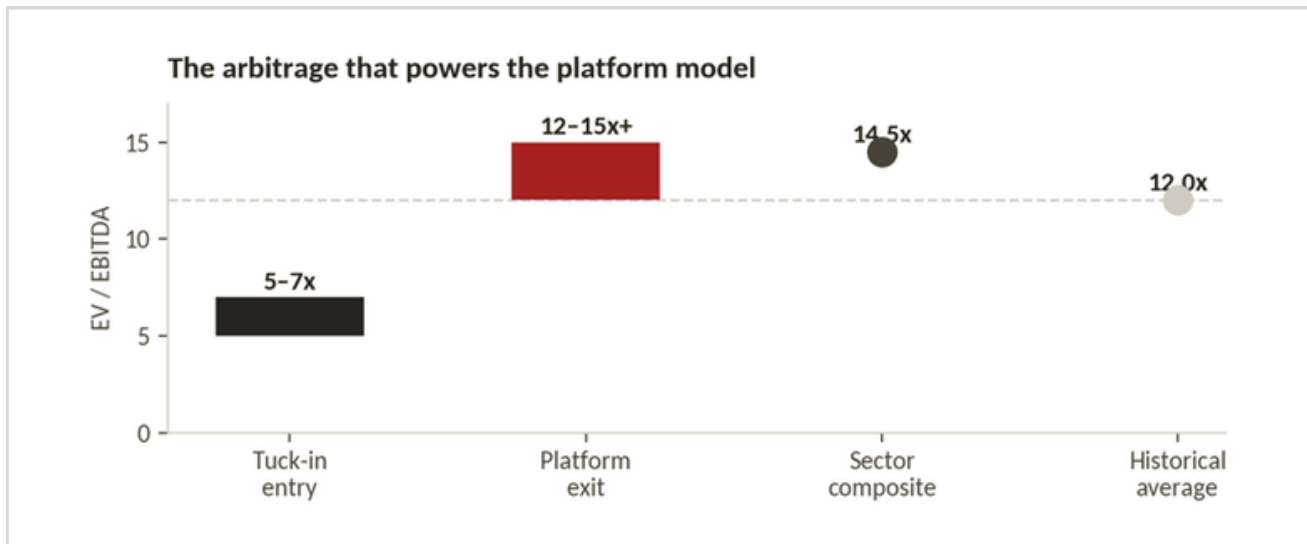 The arbitrage that powers the platform model
EV / EBITDA
15
10
5
0
5–7x
12–15x+
14.5x
12.0x
Tuck-in
entry
Platform
exit
Sector
composite
Historical
average